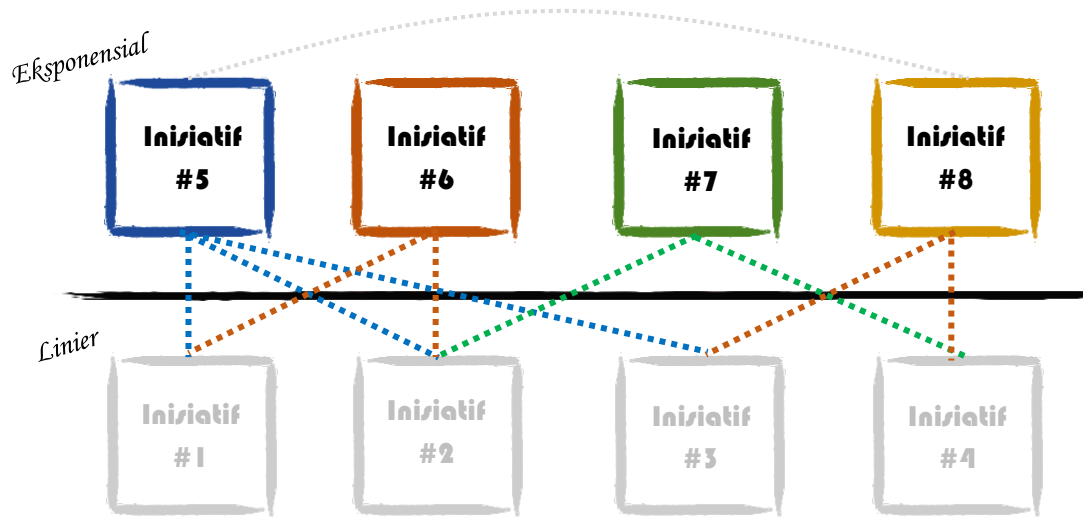 Eksponensial
Inisiatif
#5
Inisiatif
#6
Inisiatif
#7
Inisiatif
#8
Linier
Inisiatif
#1
Inisiatif
#2
Inisiatif
#3
Inisiatif
#4